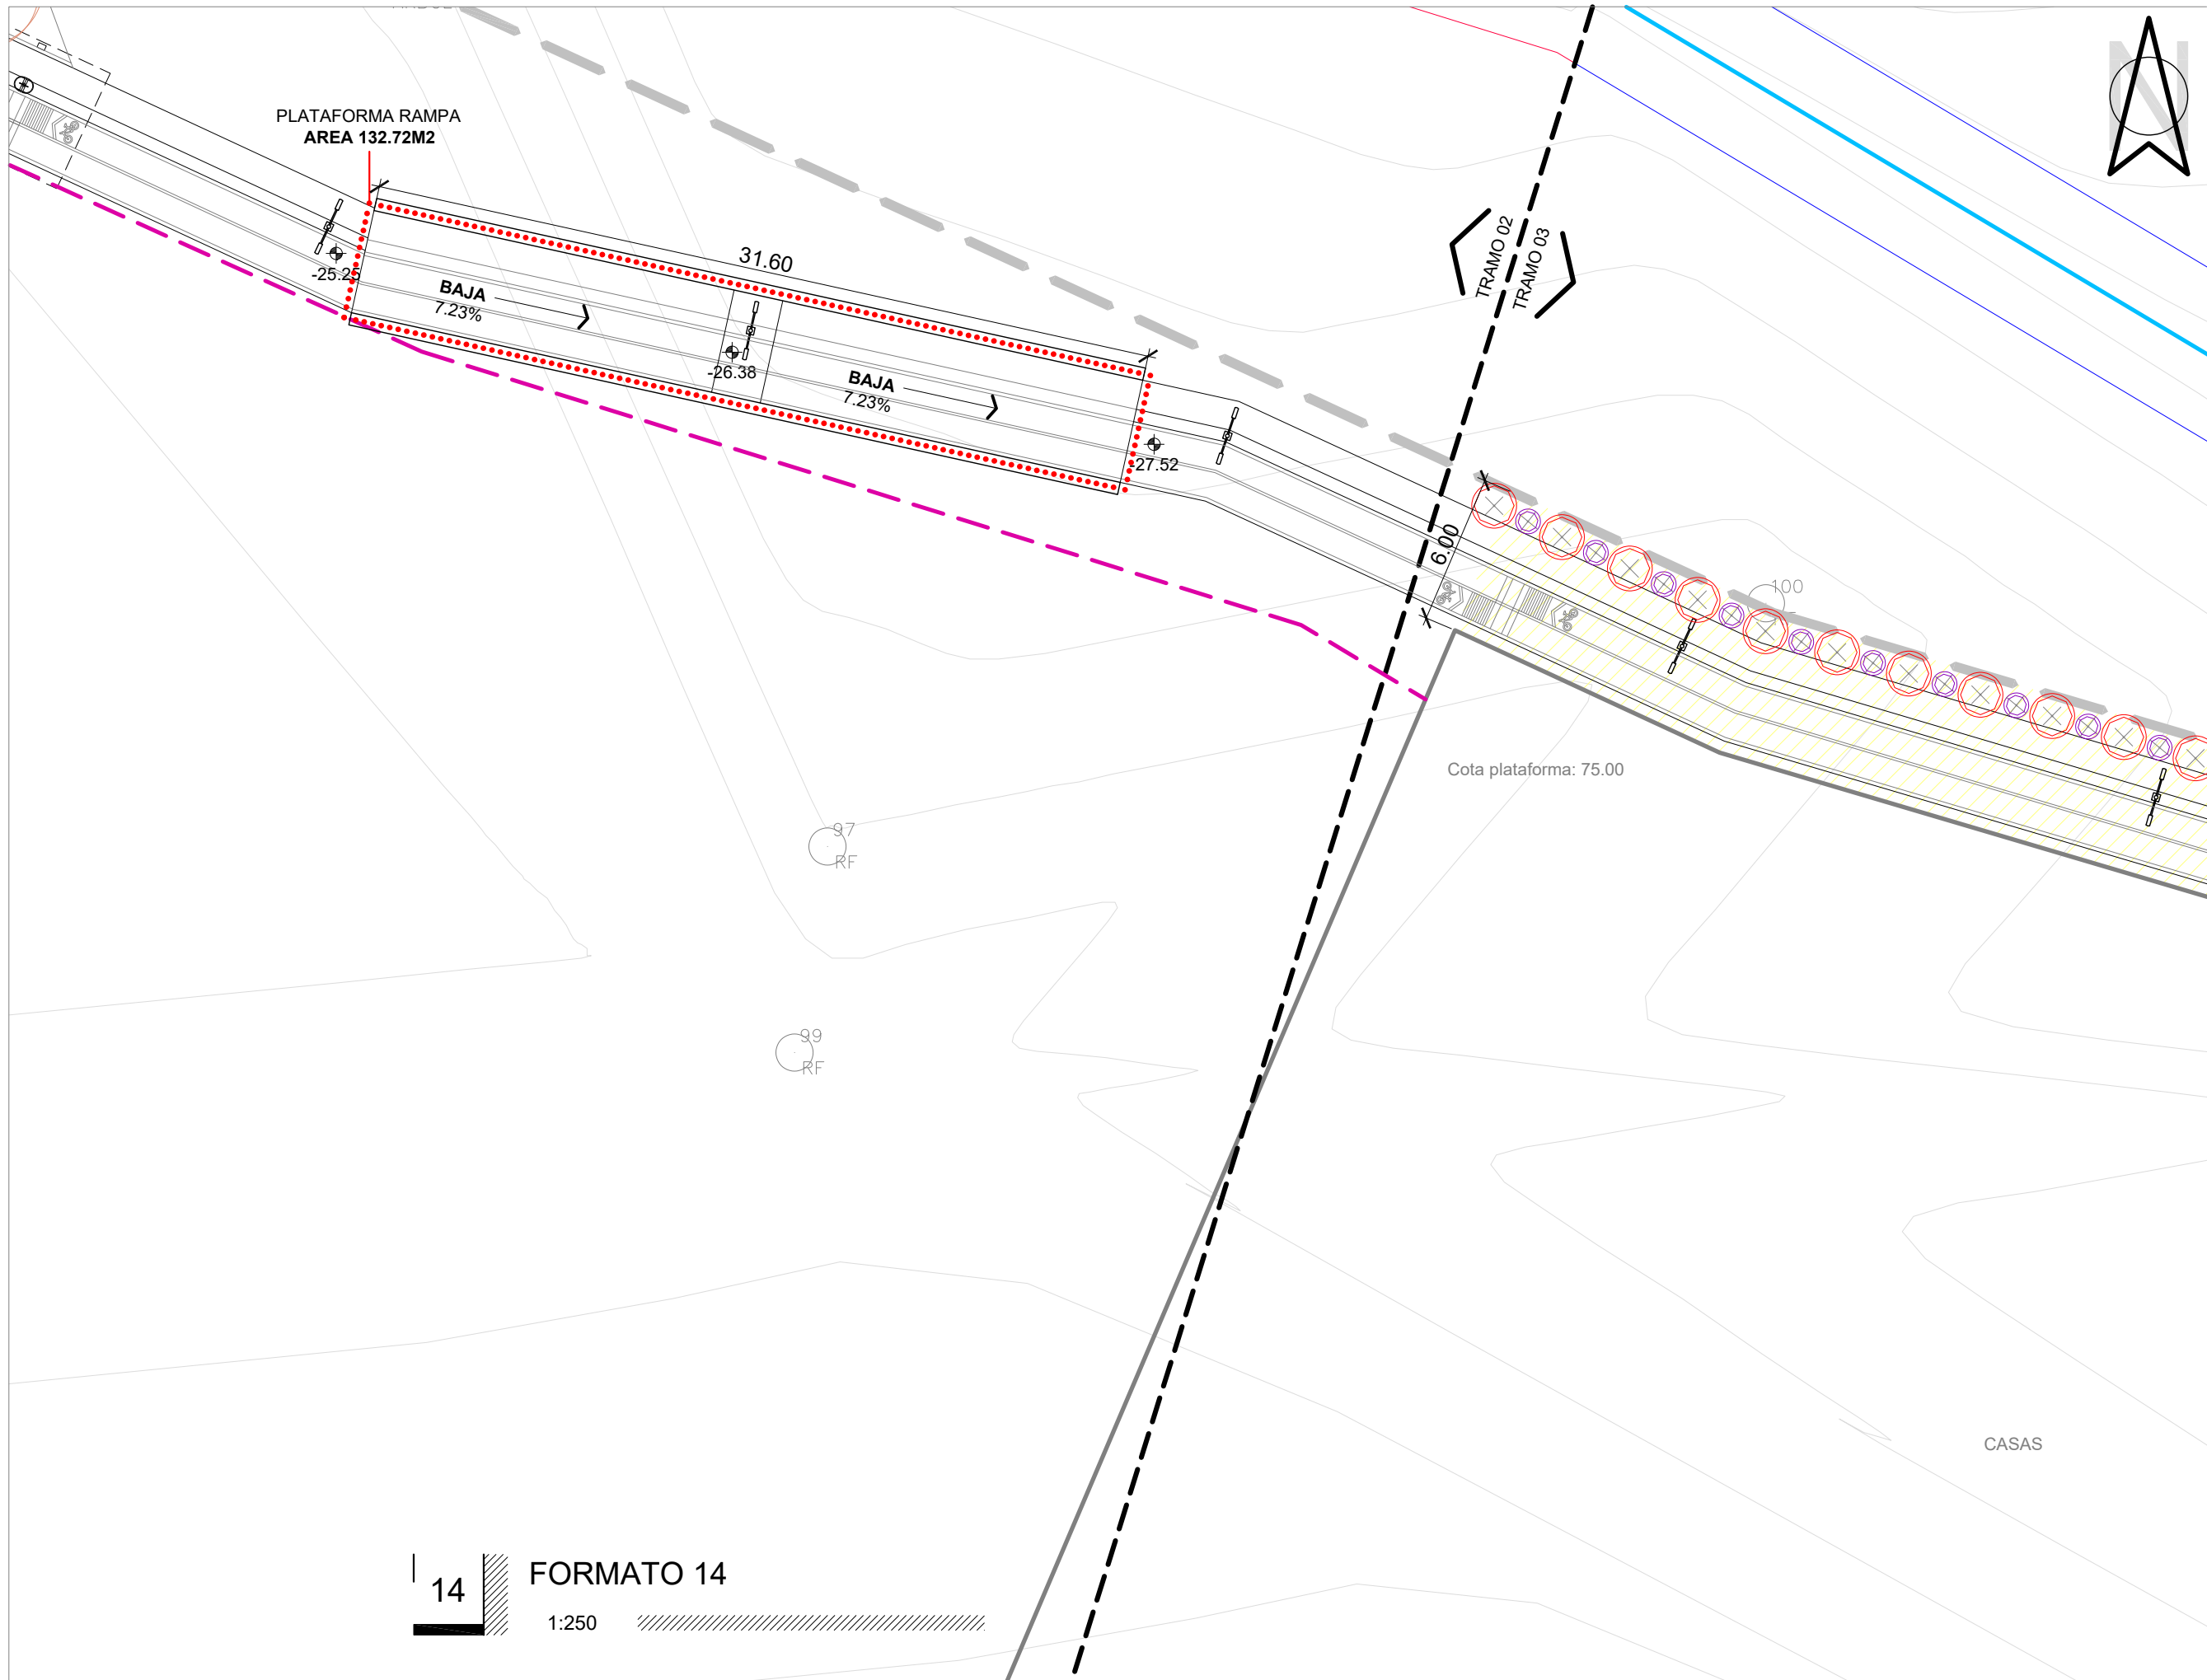 N
PLATAFORMA RAMPA
AREA 132.72M2
31.60
-25.25
BAJA
7.23%
-26.38
BAJA
7.23%
-27.52
TRAMO 02
TRAMO 03
6.00
100
Cota plataforma: 75.00
97
RF
99
RF
CASAS
14
FORMATO 14
1:250